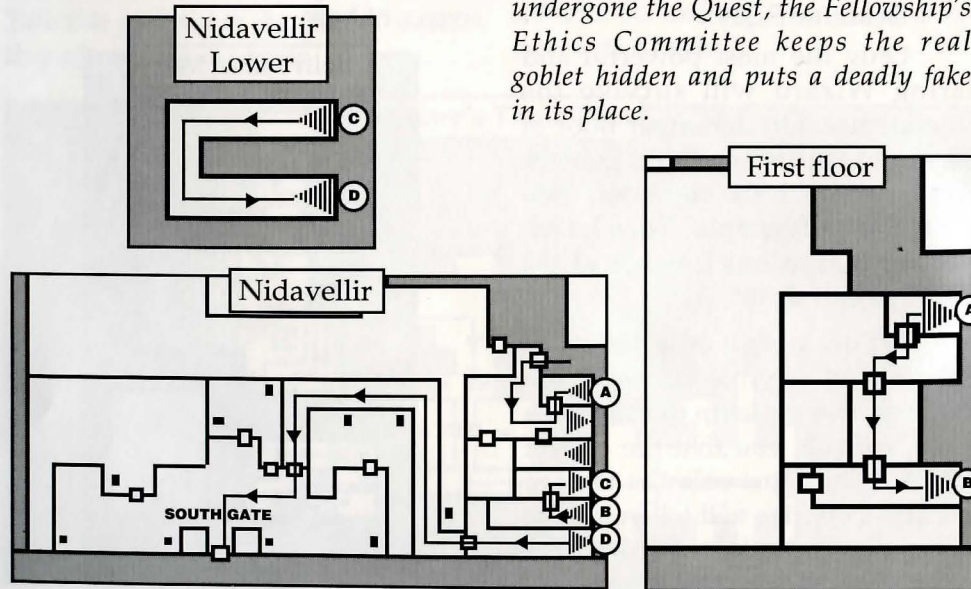 undergone the Quest, the Fellowship's
Ethics Committee keeps the real
goblet hidden and puts a deadly fake
in its place.
Nidavellir
Lower
C
D
Nidavellir
A
C
B
D
SOUTH GATE
First floor
A
B